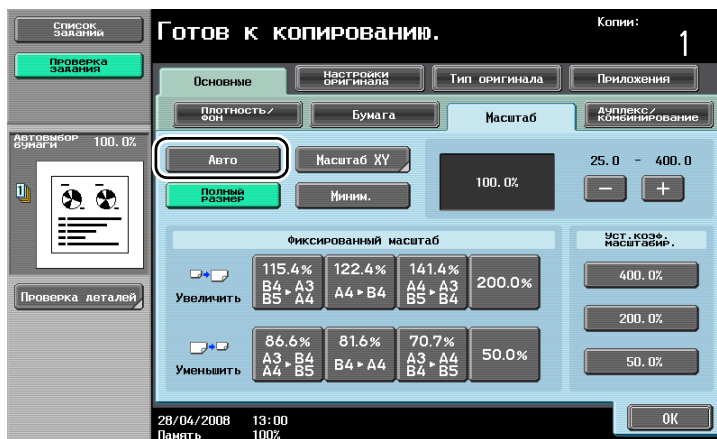 Список
заданий
Готов к копированию.
Копии:
1
Проверка
задания
Основные
Настройки
оригинала
Тип оригинала
Приложения
Плотность/
фон
Бумага
Масштаб
Дуплекс/
комбинирование
Автовыбор
бумаги
100.0%
Авто
Масштаб XY
100.0%
25.0 - 400.0
Полный
размер
Миним.
− +
Фиксированный масштаб
Уст.коэф.
масштабир.
Увеличить
115.4%
B4▸A3
B5▸A4
122.4%
A4▸B4
141.4%
A4▸A3
B5▸B4
200.0%
400.0%
200.0%
Проверка деталей
Уменьшить
86.6%
A3▸B4
A4▸B5
81.6%
B4▸A4
70.7%
A3▸A4
B4▸B5
50.0%
50.0%
28/04/2008 13:00
Память 100%
OK